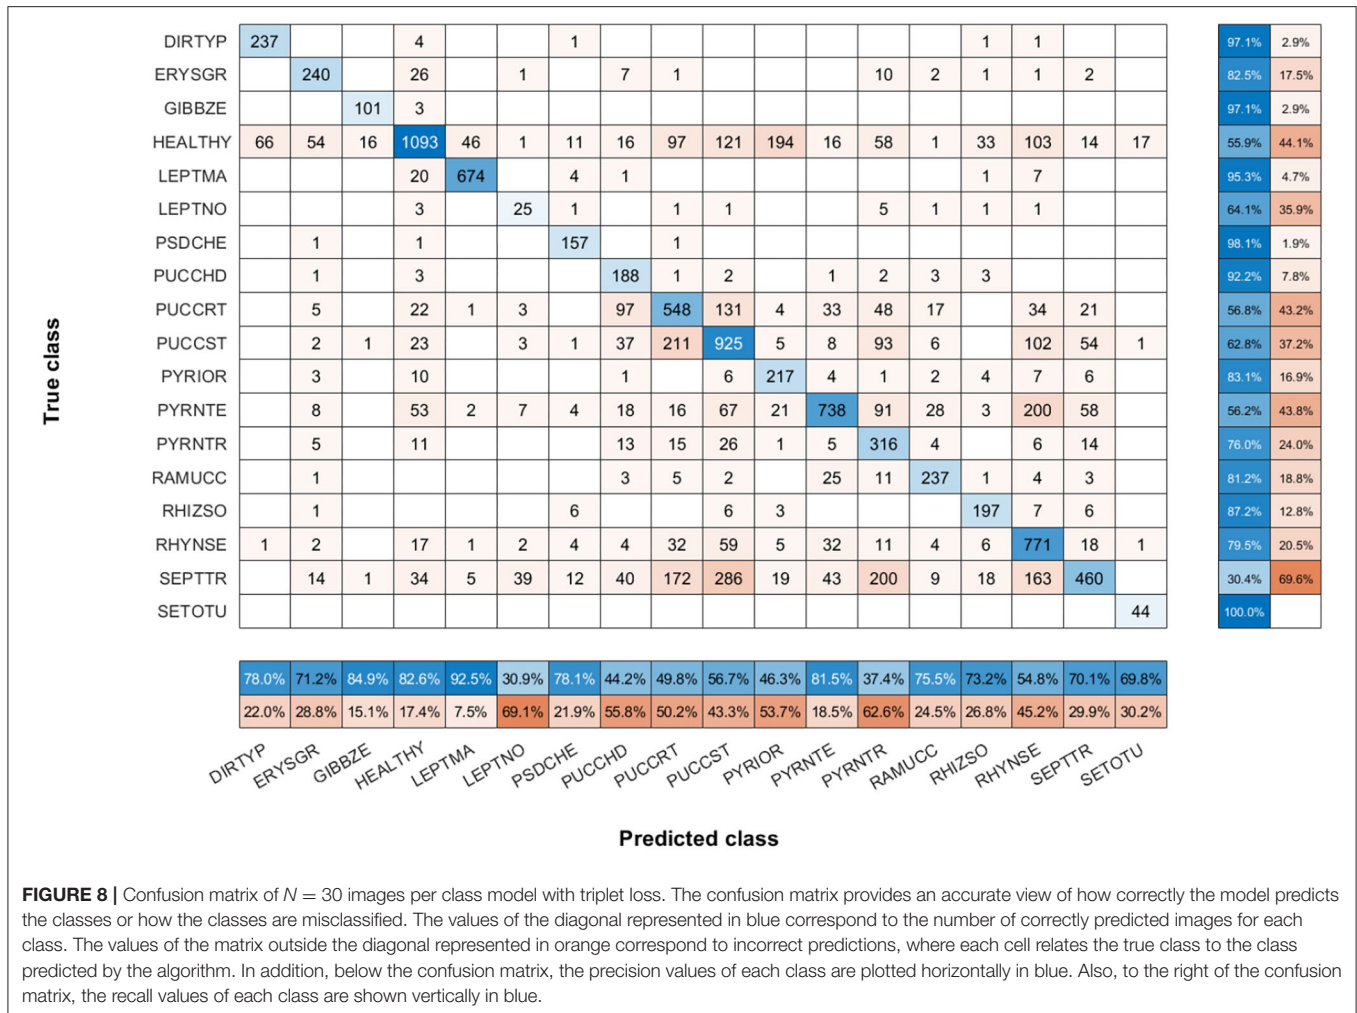 DIRTYP 237 4 1 1 1 97.1% 2.9%
ERYSGR 240 26 1 7 1 10 2 1 1 2 82.5% 17.5%
GIBBZE 101 3 97.1% 2.9%
HEALTHY 66 54 16 1093 46 1 11 16 97 121 194 16 58 1 33 103 14 17 55.9% 44.1%
LEPTMA 20 674 4 1 1 7 95.3% 4.7%
LEPTNO 3 25 1 1 1 5 1 1 1 64.1% 35.9%
PSDCHE 1 1 157 1 98.1% 1.9%
PUCCHD 1 3 188 1 2 1 2 3 3 92.2% 7.8%
PUCCRT 5 22 1 3 97 548 131 4 33 48 17 34 21 56.8% 43.2%
PUCCST 2 1 23 3 1 37 211 925 5 8 93 6 102 54 1 62.8% 37.2%
PYRIOR 3 10 1 6 217 4 1 2 4 7 6 83.1% 16.9%
PYRNTE 8 53 2 7 4 18 16 67 21 738 91 28 3 200 58 56.2% 43.8%
PYRNTR 5 11 13 15 26 1 5 316 4 6 14 76.0% 24.0%
RAMUCC 1 3 5 2 25 11 237 1 4 3 81.2% 18.8%
RHIZSO 1 6 6 3 197 7 6 87.2% 12.8%
RHYNSE 1 2 17 1 2 4 4 32 59 5 32 11 4 6 771 18 1 79.5% 20.5%
SEPTTR 14 1 34 5 39 12 40 172 286 19 43 200 9 18 163 460 30.4% 69.6%
SETOTU 44 100.0%
True class
78.0% 71.2% 84.9% 82.6% 92.5% 30.9% 78.1% 44.2% 49.8% 56.7% 46.3% 81.5% 37.4% 75.5% 73.2% 54.8% 70.1% 69.8%
22.0% 28.8% 15.1% 17.4% 7.5% 69.1% 21.9% 55.8% 50.2% 43.3% 53.7% 18.5% 62.6% 24.5% 26.8% 45.2% 29.9% 30.2%
DIRTYP ERYSGR GIBBZE HEALTHY LEPTMA LEPTNO PSDCHE PUCCHD PUCCRT PUCCST PYRIOR PYRNTE PYRNTR RAMUCC RHIZSO RHYNSE SEPTTR SETOTU
Predicted class
FIGURE 8 | Confusion matrix of N = 30 images per class model with triplet loss. The confusion matrix provides an accurate view of how correctly the model predicts
the classes or how the classes are misclassified. The values of the diagonal represented in blue correspond to the number of correctly predicted images for each
class. The values of the matrix outside the diagonal represented in orange correspond to incorrect predictions, where each cell relates the true class to the class
predicted by the algorithm. In addition, below the confusion matrix, the precision values of each class are plotted horizontally in blue. Also, to the right of the confusion
matrix, the recall values of each class are shown vertically in blue.